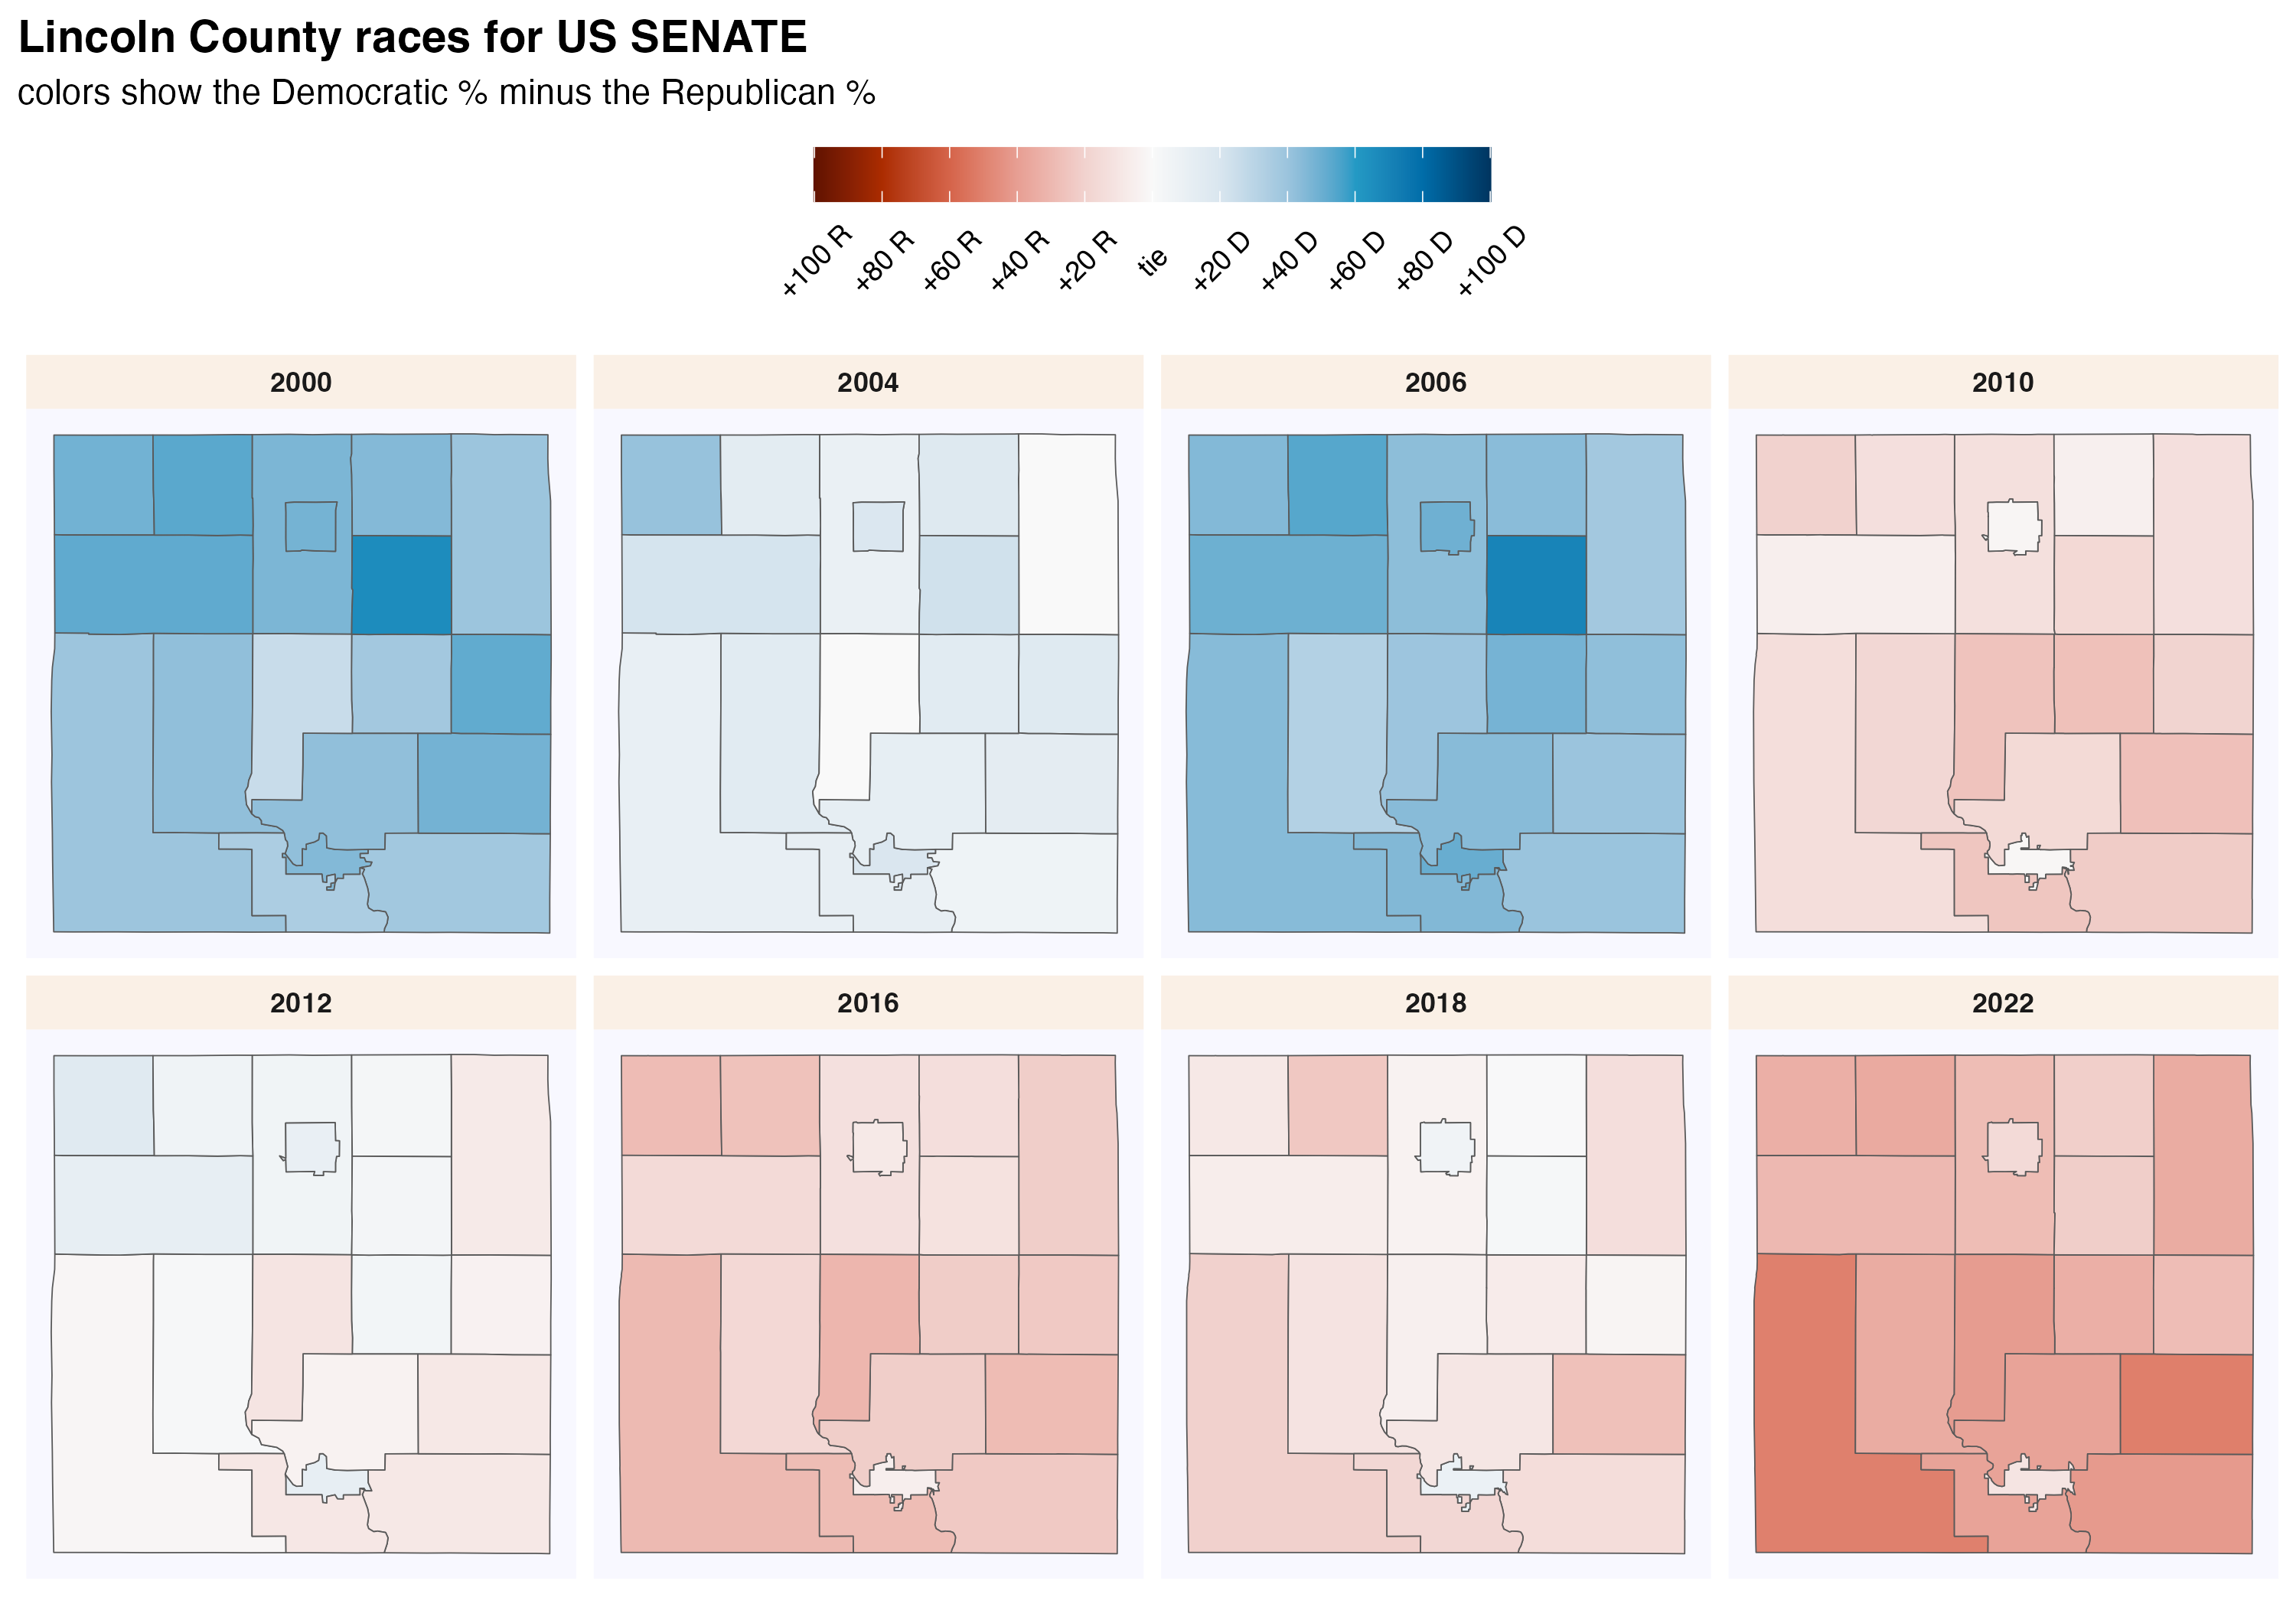 Lincoln County races for US SENATE
colors show the Democratic % minus the Republican %
+100 R +80 R +60 R +40 R +20 R tie +20 D +40 D +60 D +80 D +100 D
2000 2004 2006 2010
2012 2016 2018 2022